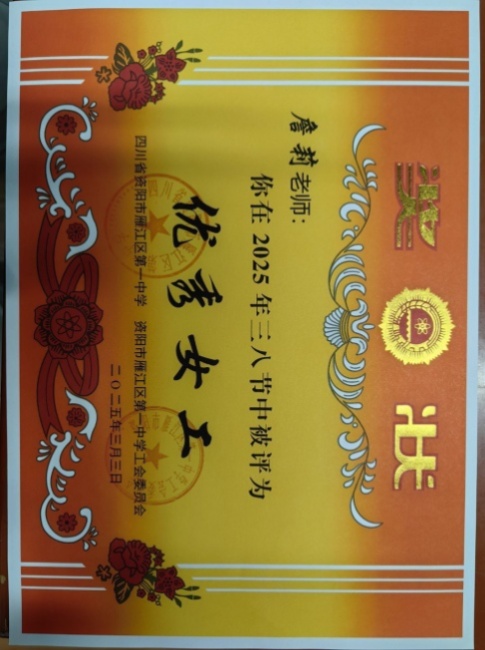 奖 状
詹莉老师：
你在2025年三八节中被评为
优秀女工
四川省资阳市雁江区第一中学 资阳市雁江区第一中学工会委员会
二〇二五年三月三日